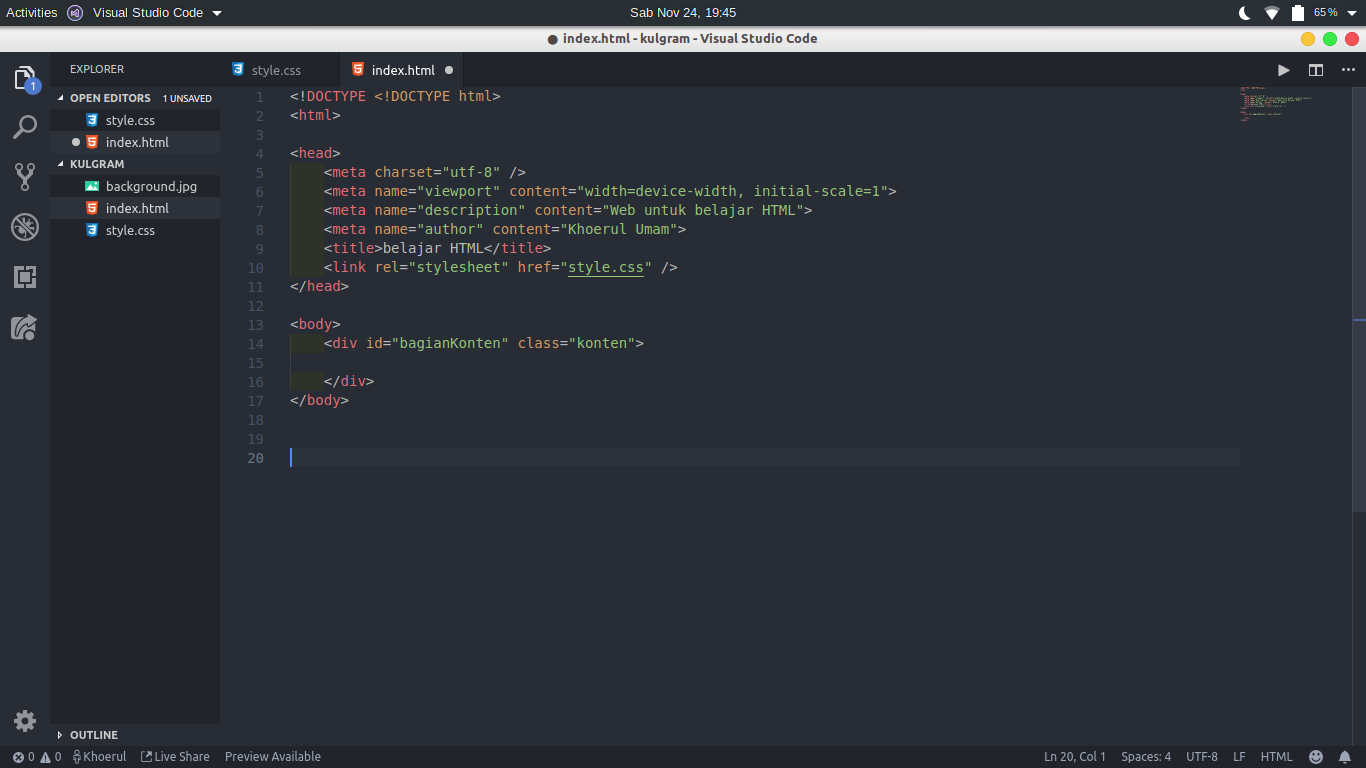 Activities Visual Studio Code Sab Nov 24, 19:45 65 %
index.html - kulgram - Visual Studio Code
EXPLORER
OPEN EDITORS 1 UNSAVED
style.css
index.html
KULGRAM
background.jpg
index.html
style.css
OUTLINE
style.css index.html
1 <!DOCTYPE <!DOCTYPE html>
2 <html>
3
4 <head>
5 <meta charset="utf-8" />
6 <meta name="viewport" content="width=device-width, initial-scale=1">
7 <meta name="description" content="Web untuk belajar HTML">
8 <meta name="author" content="Khoerul Umam">
9 <title>belajar HTML</title>
10 <link rel="stylesheet" href="style.css" />
11 </head>
12
13 <body>
14 <div id="bagianKonten" class="konten">
15
16 </div>
17 </body>
18
19
20
1
0 0 Khoerul Live Share Preview Available Ln 20, Col 1 Spaces: 4 UTF-8 LF HTML